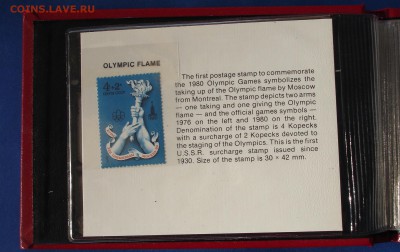 COINS.LAVE.RU
OLYMPIC FLAME
4+2
The first postage stamp to commemorate
the 1980 Olympic Games symbolizes the
taking up of the Olympic flame by Moscow
from Montreal. The stamp depicts two arms
— one taking and one giving the Olympic
flame — and the official games symbols —
1976 on the left and 1980 on the right.
Denomination of the stamp is 4 Kopecks
with a surcharge of 2 Kopecks devoted to
the staging of the Olympics. This is the first
U.S.S.R. surcharge stamp issued since
1930. Size of the stamp is 30 × 42 mm.